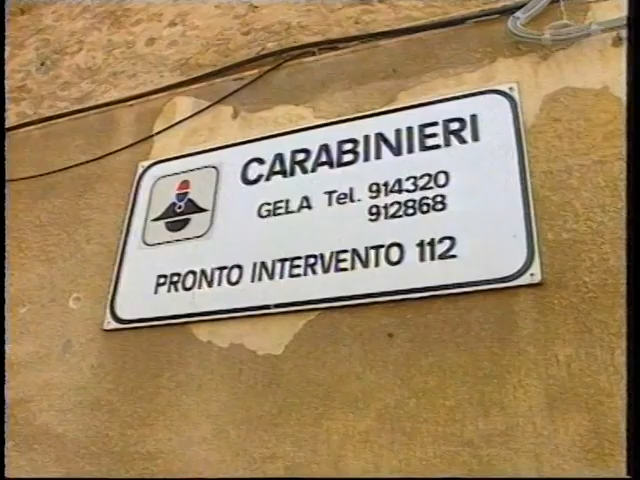 CARABINIERI
GELA Tel. 914320
912868
PRONTO INTERVENTO 112